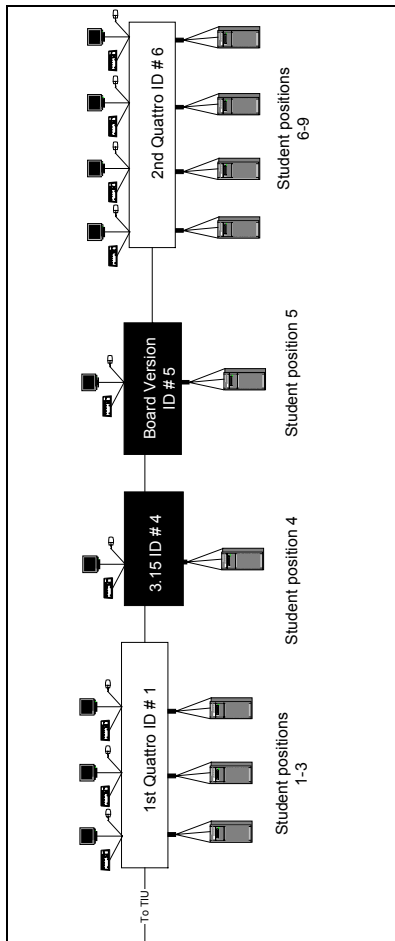 To TIU
1st Quattro ID # 1
3.15 ID # 4
Board Version
ID # 5
2nd Quattro ID # 6
Student positions
1-3
Student position 4
Student position 5
Student positions
6-9